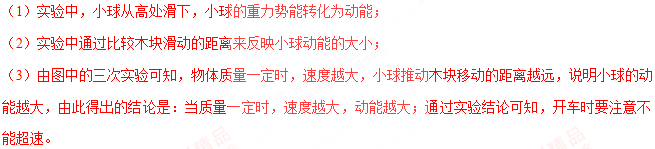 （1）实验中，小球从高处滑下，小球的重力势能转化为动能；
（2）实验中通过比较木块滑动的距离来反映小球动能的大小；
（3）由图中的三次实验可知，物体质量一定时，速度越大，小球推动木块移动的距离越远，说明小球的动
能越大，由此得出的结论是：当质量一定时，速度越大，动能越大；通过实验结论可知，开车时要注意不
能超速。